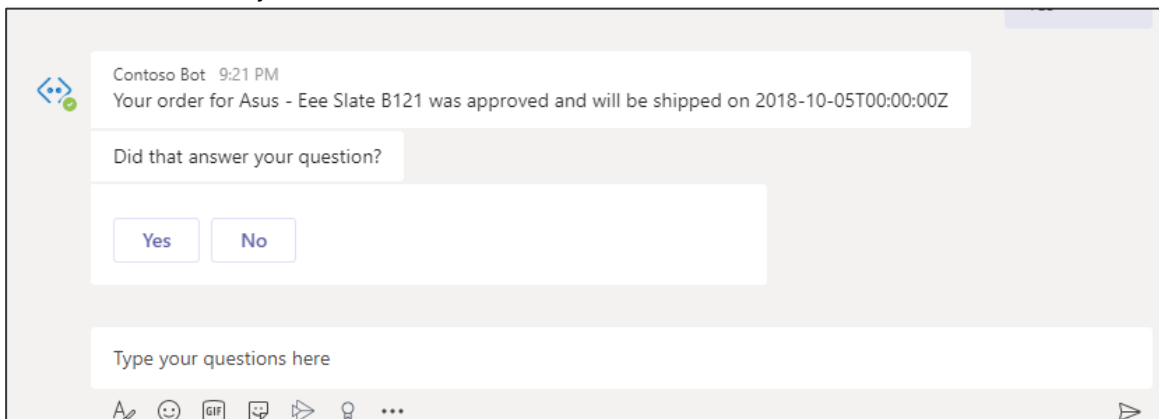 Contoso Bot 9:21 PM
Your order for Asus - Eee Slate B121 was approved and will be shipped on 2018-10-05T00:00:00Z
Did that answer your question?
Yes No
Type your questions here
GIF